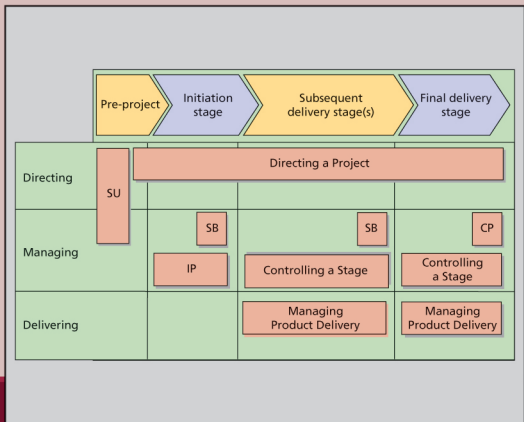 Pre-project
Initiation
stage
Subsequent
delivery stage(s)
Final delivery
stage
Directing
SU
Directing a Project
Managing
SB
SB
CP
IP
Controlling a Stage
Controlling
a Stage
Delivering
Managing
Product Delivery
Managing
Product Delivery